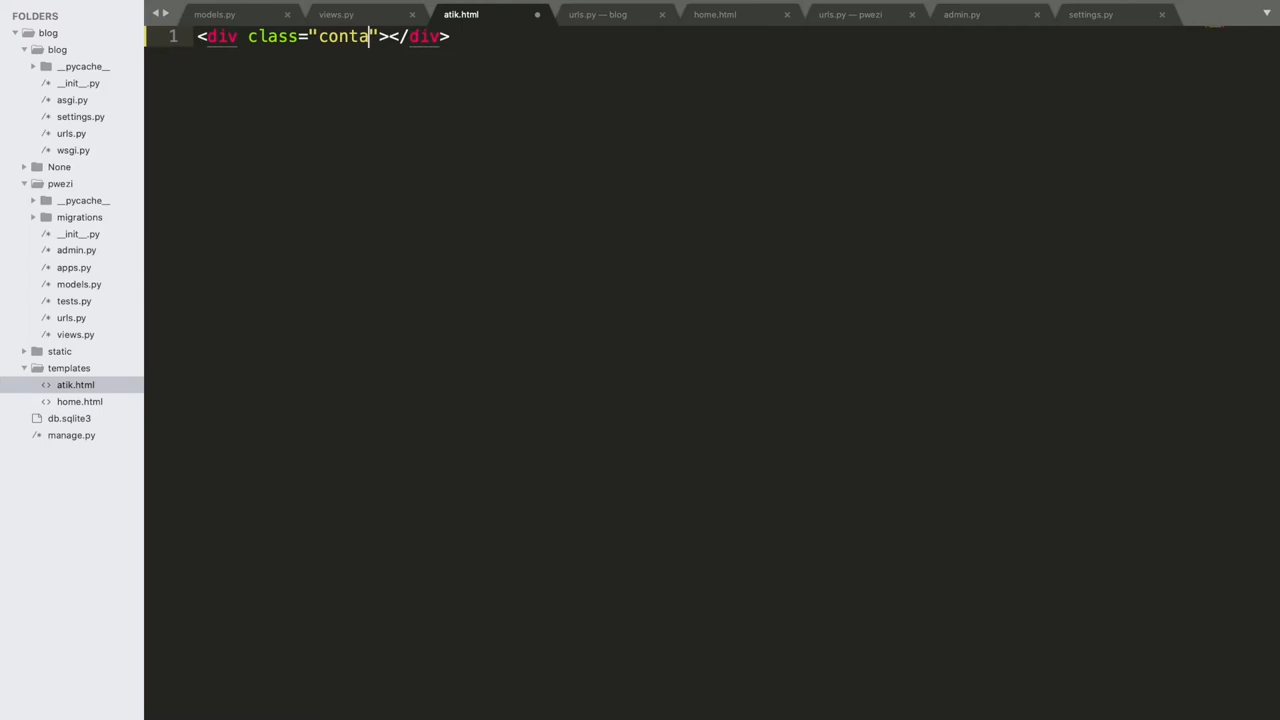 FOLDERS
blog
blog
__pycache__
__init__.py
asgi.py
settings.py
urls.py
wsgi.py
None
pwezi
__pycache__
migrations
__init__.py
admin.py
apps.py
models.py
tests.py
urls.py
views.py
static
templates
atik.html
home.html
db.sqlite3
manage.py
models.py views.py atik.html urls.py — blog home.html urls.py — pwezi admin.py settings.py
1 <div class="conta"></div>